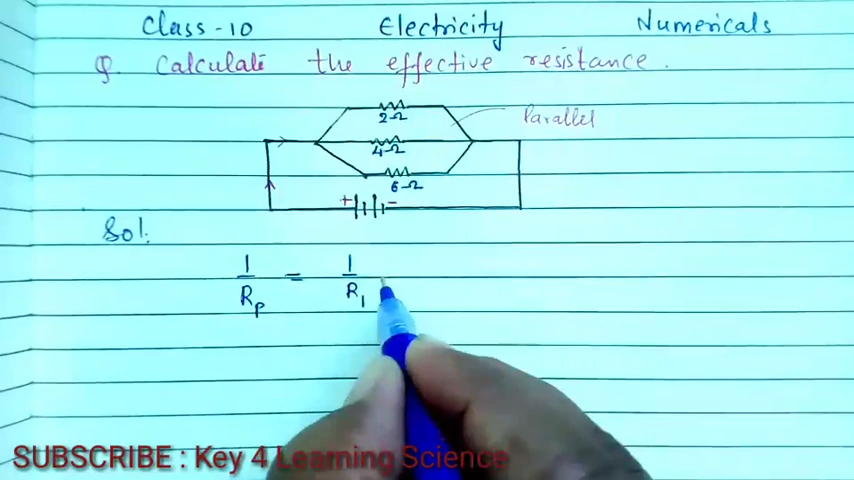 Class-10 Electricity Numericals
Q. Calculate the effective resistance.
2Ω
Parallel
4Ω
6Ω
+ -
Sol.
1/Rp = 1/R1
SUBSCRIBE : Key 4 Learning Science